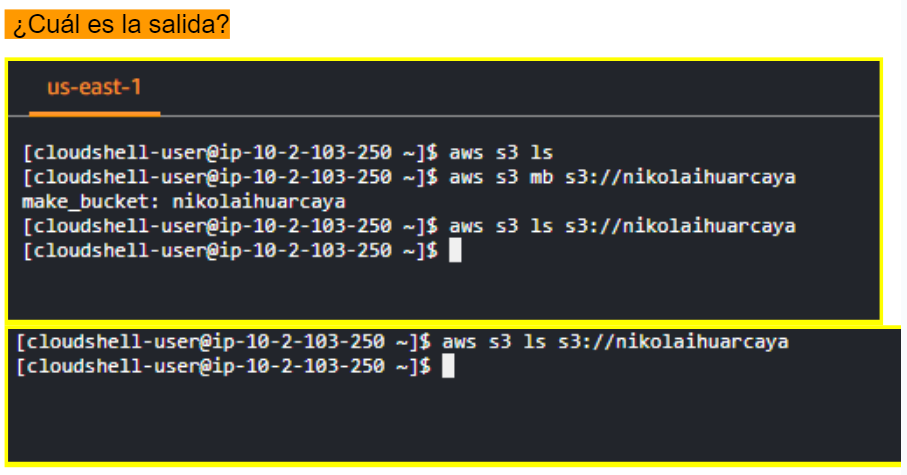 ¿Cuál es la salida?
us-east-1
[cloudshell-user@ip-10-2-103-250 ~]$ aws s3 ls
[cloudshell-user@ip-10-2-103-250 ~]$ aws s3 mb s3://nikolaihuarcaya
make_bucket: nikolaihuarcaya
[cloudshell-user@ip-10-2-103-250 ~]$ aws s3 ls s3://nikolaihuarcaya
[cloudshell-user@ip-10-2-103-250 ~]$
[cloudshell-user@ip-10-2-103-250 ~]$ aws s3 ls s3://nikolaihuarcaya
[cloudshell-user@ip-10-2-103-250 ~]$